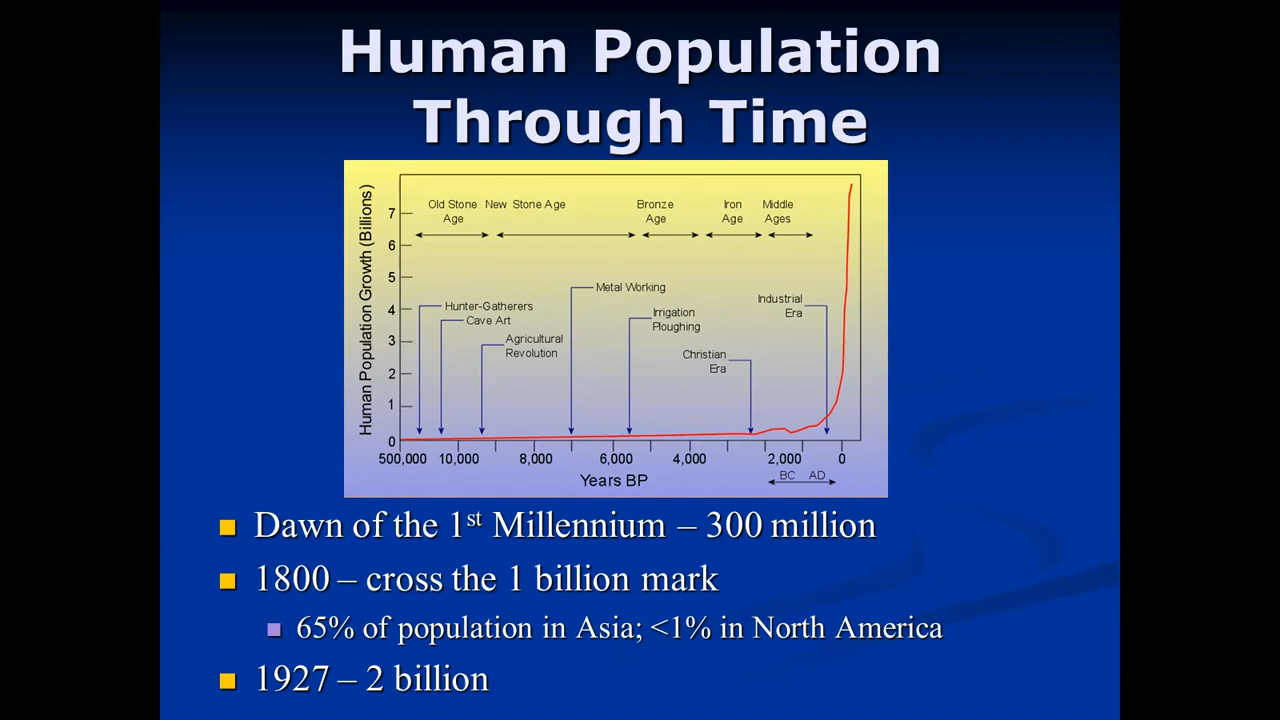 Human Population
Through Time
Human Population Growth (Billions)
7
6
5
4
3
2
1
0
Old Stone
Age
New Stone Age
Bronze
Age
Iron
Age
Middle
Ages
Hunter-Gatherers
Cave Art
Agricultural
Revolution
Metal Working
Irrigation
Ploughing
Christian
Era
Industrial
Era
500,000 10,000 8,000 6,000 4,000 2,000 0
BC AD
Years BP
Dawn of the 1st Millennium – 300 million
1800 – cross the 1 billion mark
65% of population in Asia; <1% in North America
1927 – 2 billion